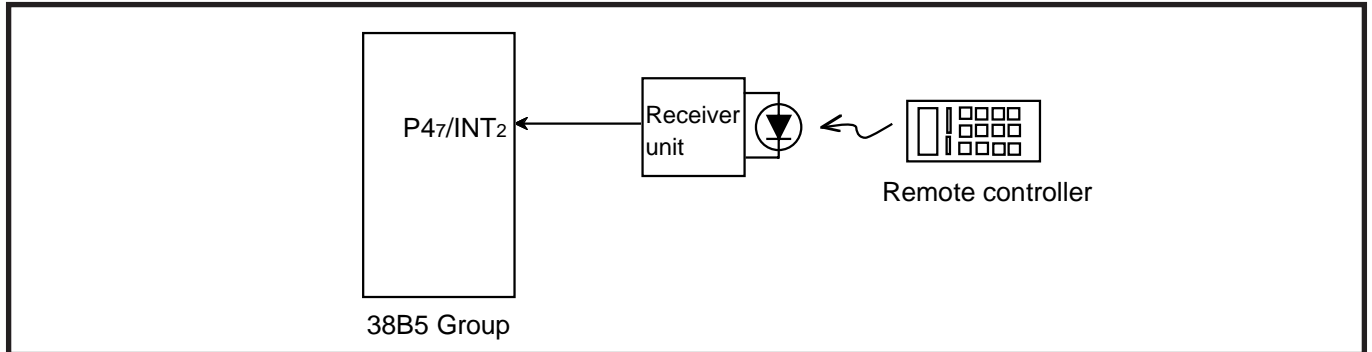 P47/INT2
Receiver
unit
Remote controller
38B5 Group